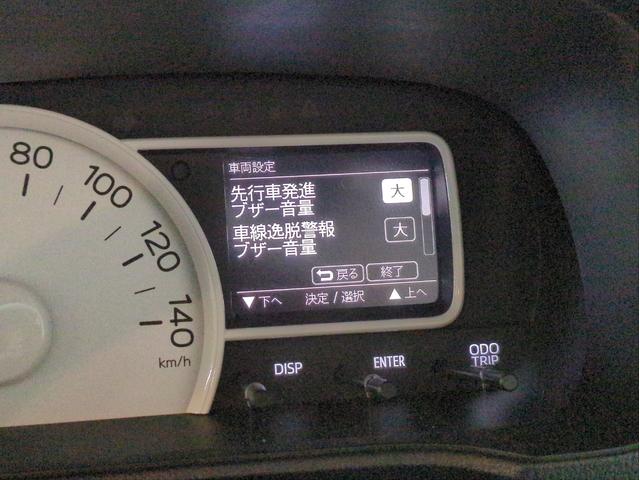 80
100
120
140
km/h
車両設定
先行車発進
ブザー音量
大
車線逸脱警報
ブザー音量
大
戻る
終了
▼下へ
決定 / 選択
▲上へ
DISP
ENTER
ODO
TRIP